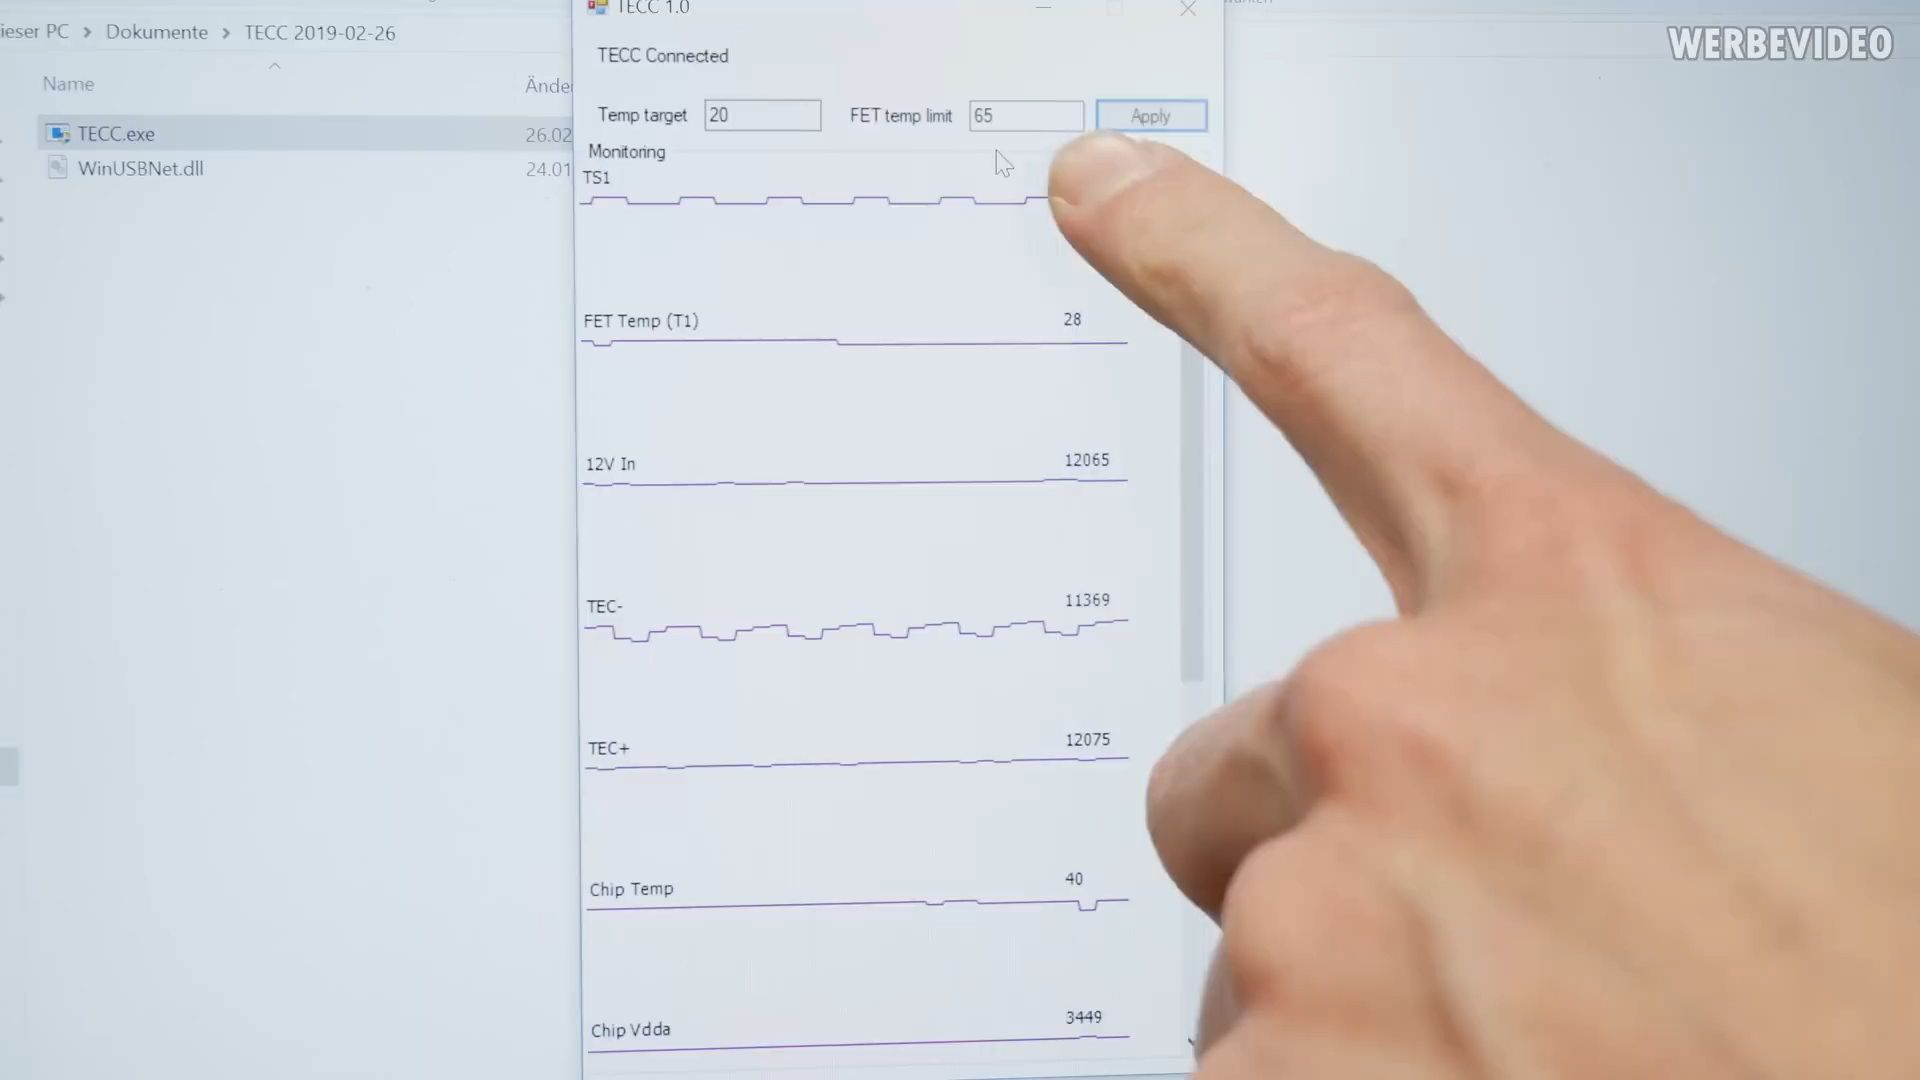 TECC 1.0
WERBEVIDEO
ieser PC > Dokumente > TECC 2019-02-26
TECC Connected
Name
Ände
Temp target 20 FET temp limit 65 Apply
TECC.exe 26.02
Monitoring
WinUSBNet.dll 24.01
TS1
FET Temp (T1) 28
12V In 12065
TEC- 11369
TEC+ 12075
Chip Temp 40
Chip Vdda 3449